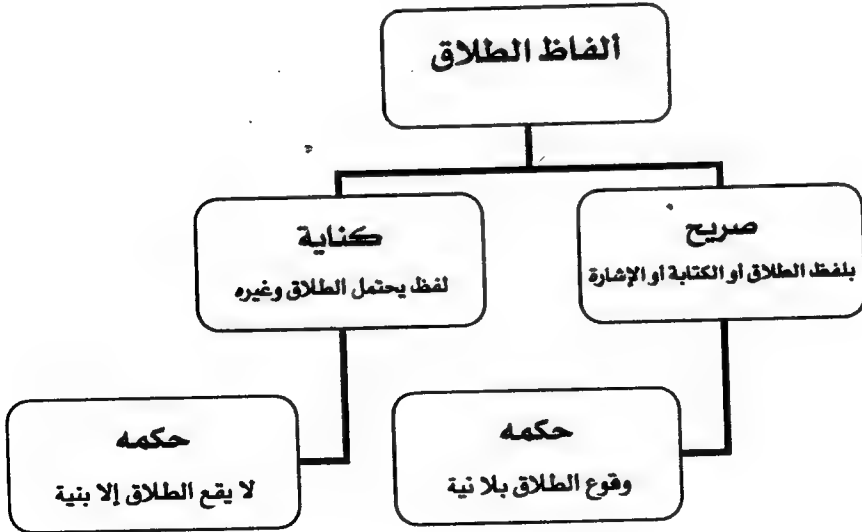 ألفاظ الطلاق
صريح
بلفظ الطلاق أو الكتابة أو الإشارة
كناية
لفظ يحتمل الطلاق وغيره
حكمه
وقوع الطلاق بلا نية
حكمه
لا يقع الطلاق إلا بنية